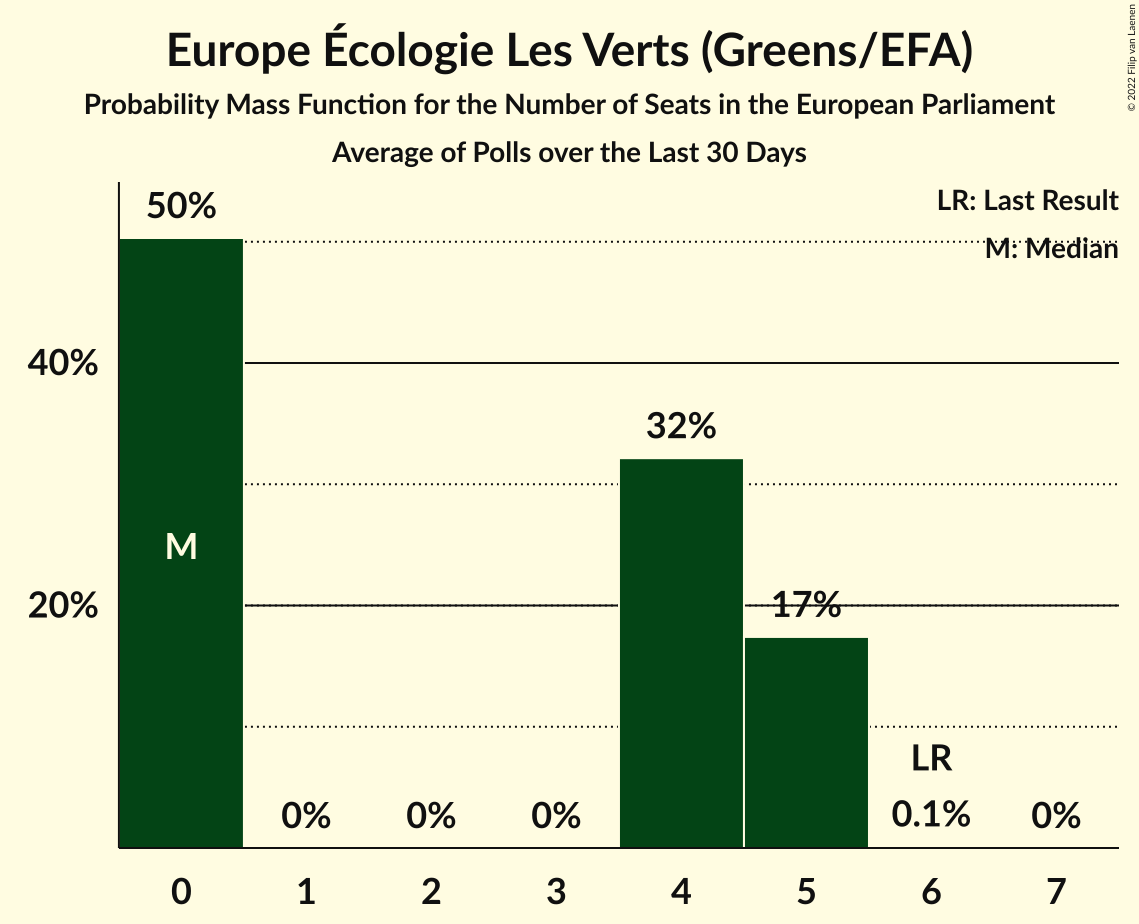 Europe Écologie Les Verts (Greens/EFA)
Probability Mass Function for the Number of Seats in the European Parliament
Average of Polls over the Last 30 Days
© 2022 Filip van Laenen
LR: Last Result
M: Median
50%
40%
32%
M
20%
17%
LR
0%
0%
0%
0.1%
0%
0 1 2 3 4 5 6 7